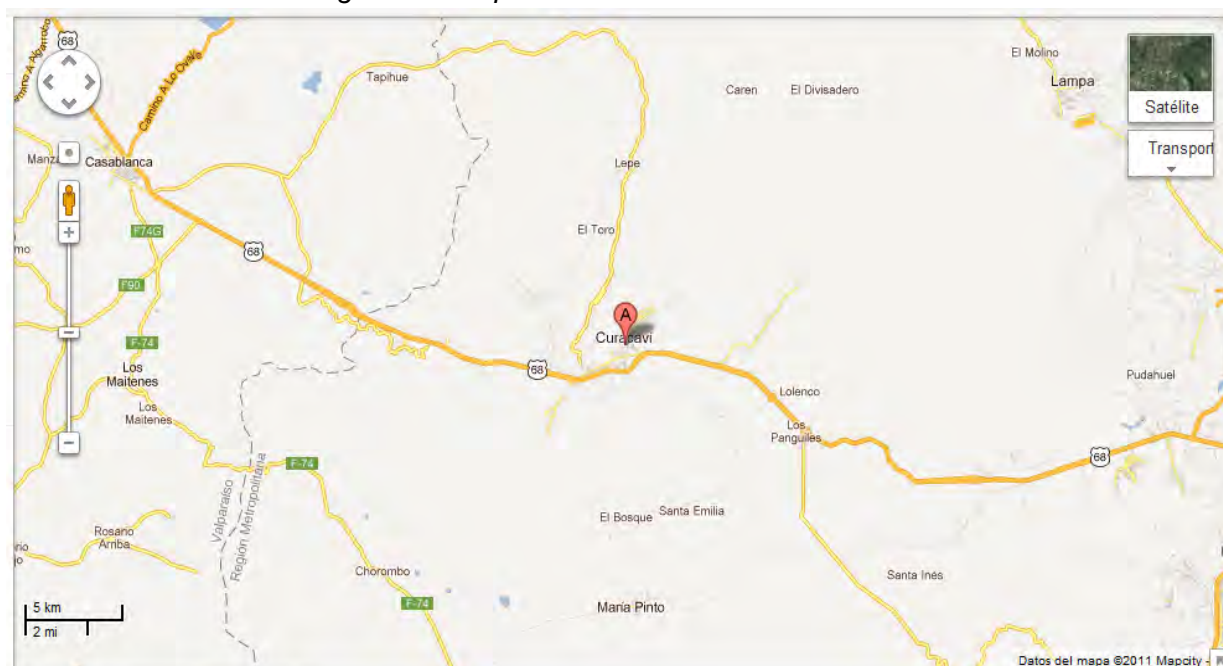 68
Camino A Lo Ovalle
Tapihue
El Molino
Lampa
Caren
El Divisadero
Satélite
Transport
Casablanca
Lepe
F74G
El Toro
68
F90
A
Curacaví
F-74
68
Los
Maitenes
Los
Maitenes
Lolenco
Los
Panguiles
Pudahuel
68
F-74
Valparaíso
Región Metropolitana
El Bosque
Santa Emilia
Rosario
Arriba
Chorombo
Santa Inés
F-74
María Pinto
5 km
2 mi
Datos del mapa ©2011 Mapcity -